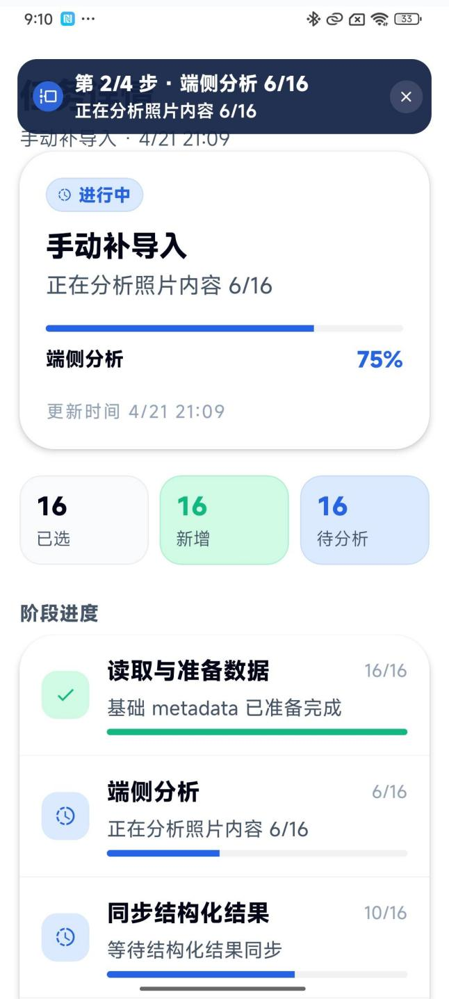 9:10
33
第 2/4 步 · 端侧分析 6/16
正在分析照片内容 6/16
手动补导入 · 4/21 21:09
进行中
手动补导入
正在分析照片内容 6/16
端侧分析
75%
更新时间 4/21 21:09
16
已选
16
新增
16
待分析
阶段进度
读取与准备数据
16/16
基础 metadata 已准备完成
端侧分析
6/16
正在分析照片内容 6/16
同步结构化结果
10/16
等待结构化结果同步